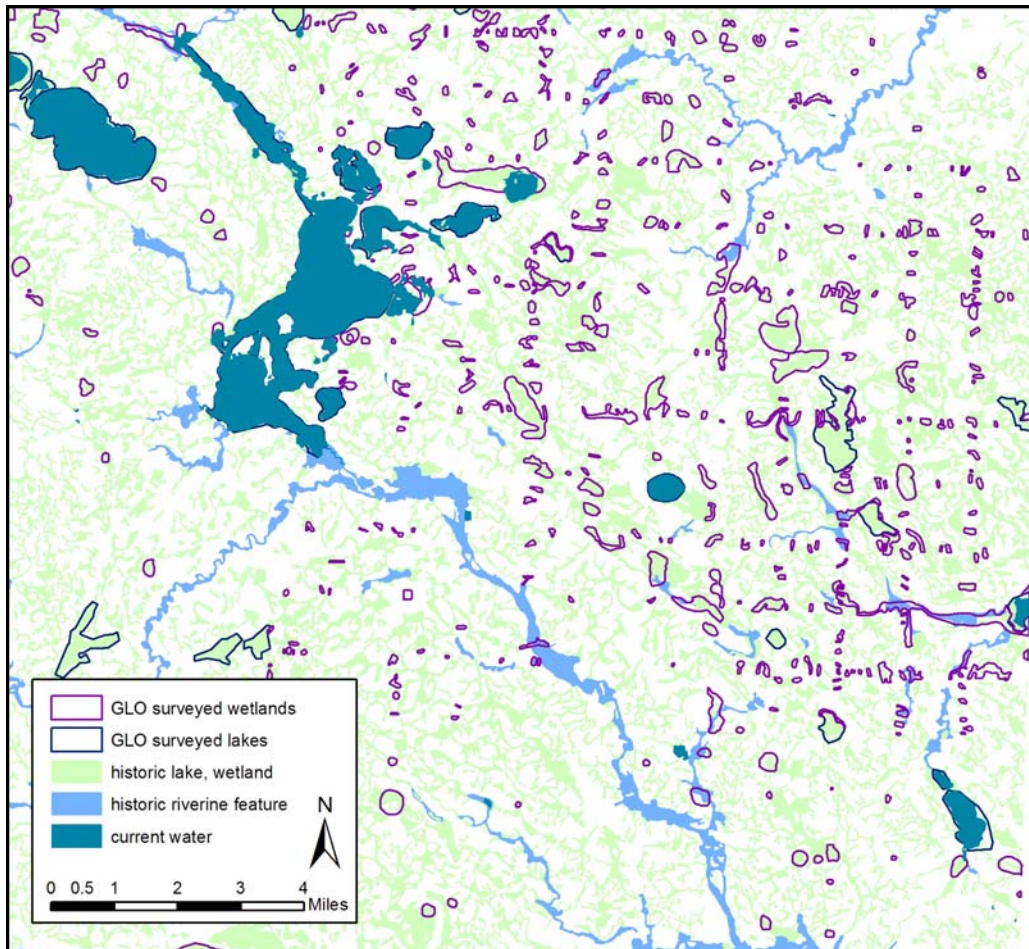 GLO surveyed wetlands
GLO surveyed lakes
historic lake, wetland
historic riverine feature
current water
N
0 0.5 1 2 3 4
Miles